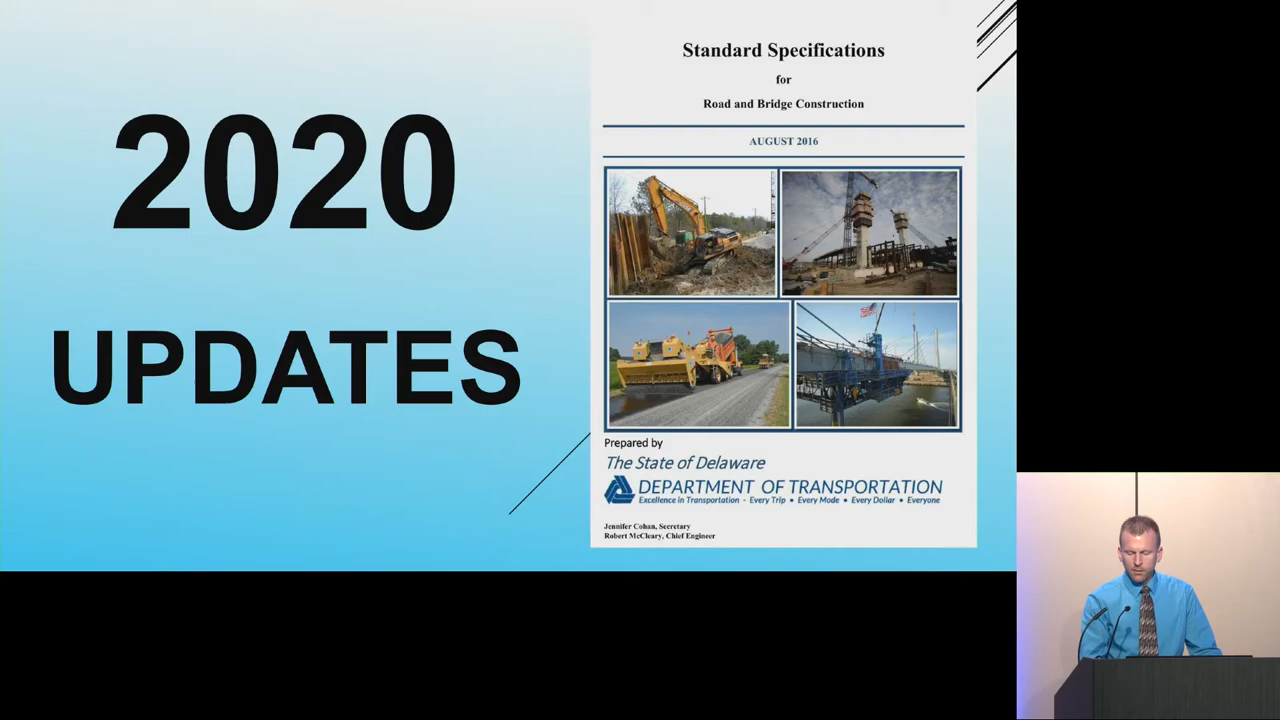 2020
UPDATES
Standard Specifications
for
Road and Bridge Construction
AUGUST 2016
Prepared by
The State of Delaware
DEPARTMENT OF TRANSPORTATION
Excellence in Transportation - Every Trip • Every Mode • Every Dollar • Everyone
Jennifer Cohan, Secretary
Robert McCleary, Chief Engineer